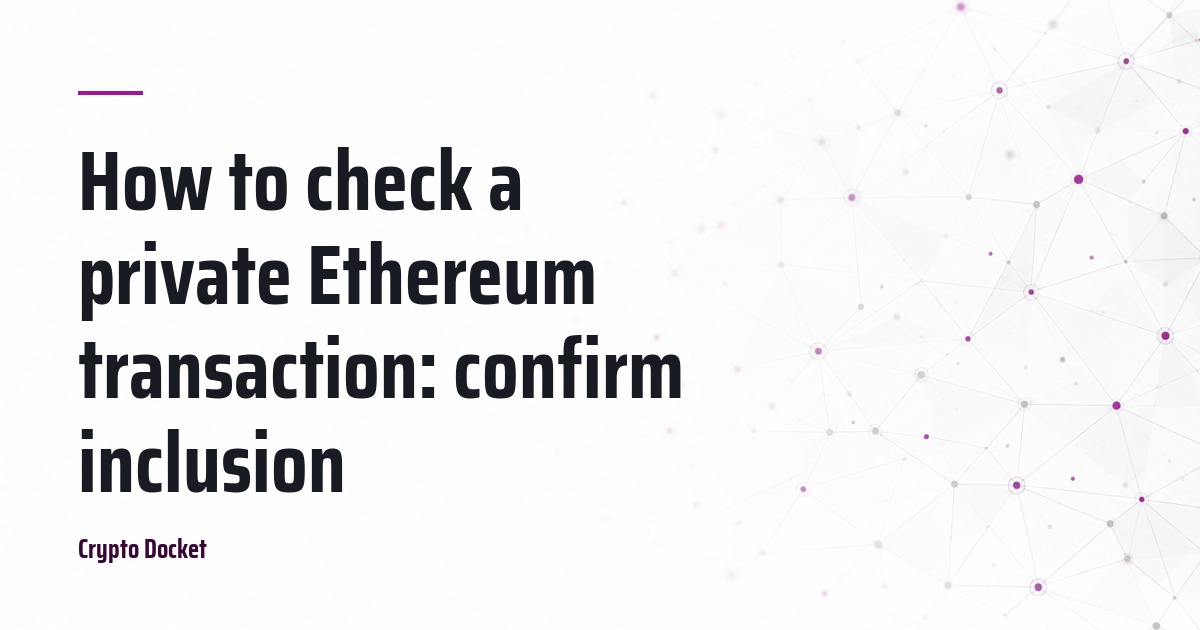 How to check a
private Ethereum
transaction: confirm
inclusion
Crypto Docket